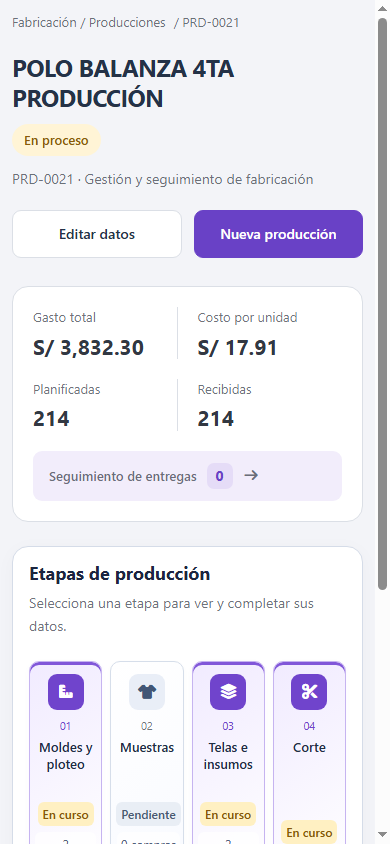 Fabricación / Producciones / PRD-0021
POLO BALANZA 4TA
PRODUCCIÓN
En proceso
PRD-0021 · Gestión y seguimiento de fabricación
Editar datos
Nueva producción
Gasto total
S/ 3,832.30
Costo por unidad
S/ 17.91
Planificadas
214
Recibidas
214
Seguimiento de entregas 0 →
Etapas de producción
Selecciona una etapa para ver y completar sus
datos.
01
Moldes y
ploteo
En curso
02
Muestras
Pendiente
0 compras
03
Telas e
insumos
En curso
04
Corte
En curso